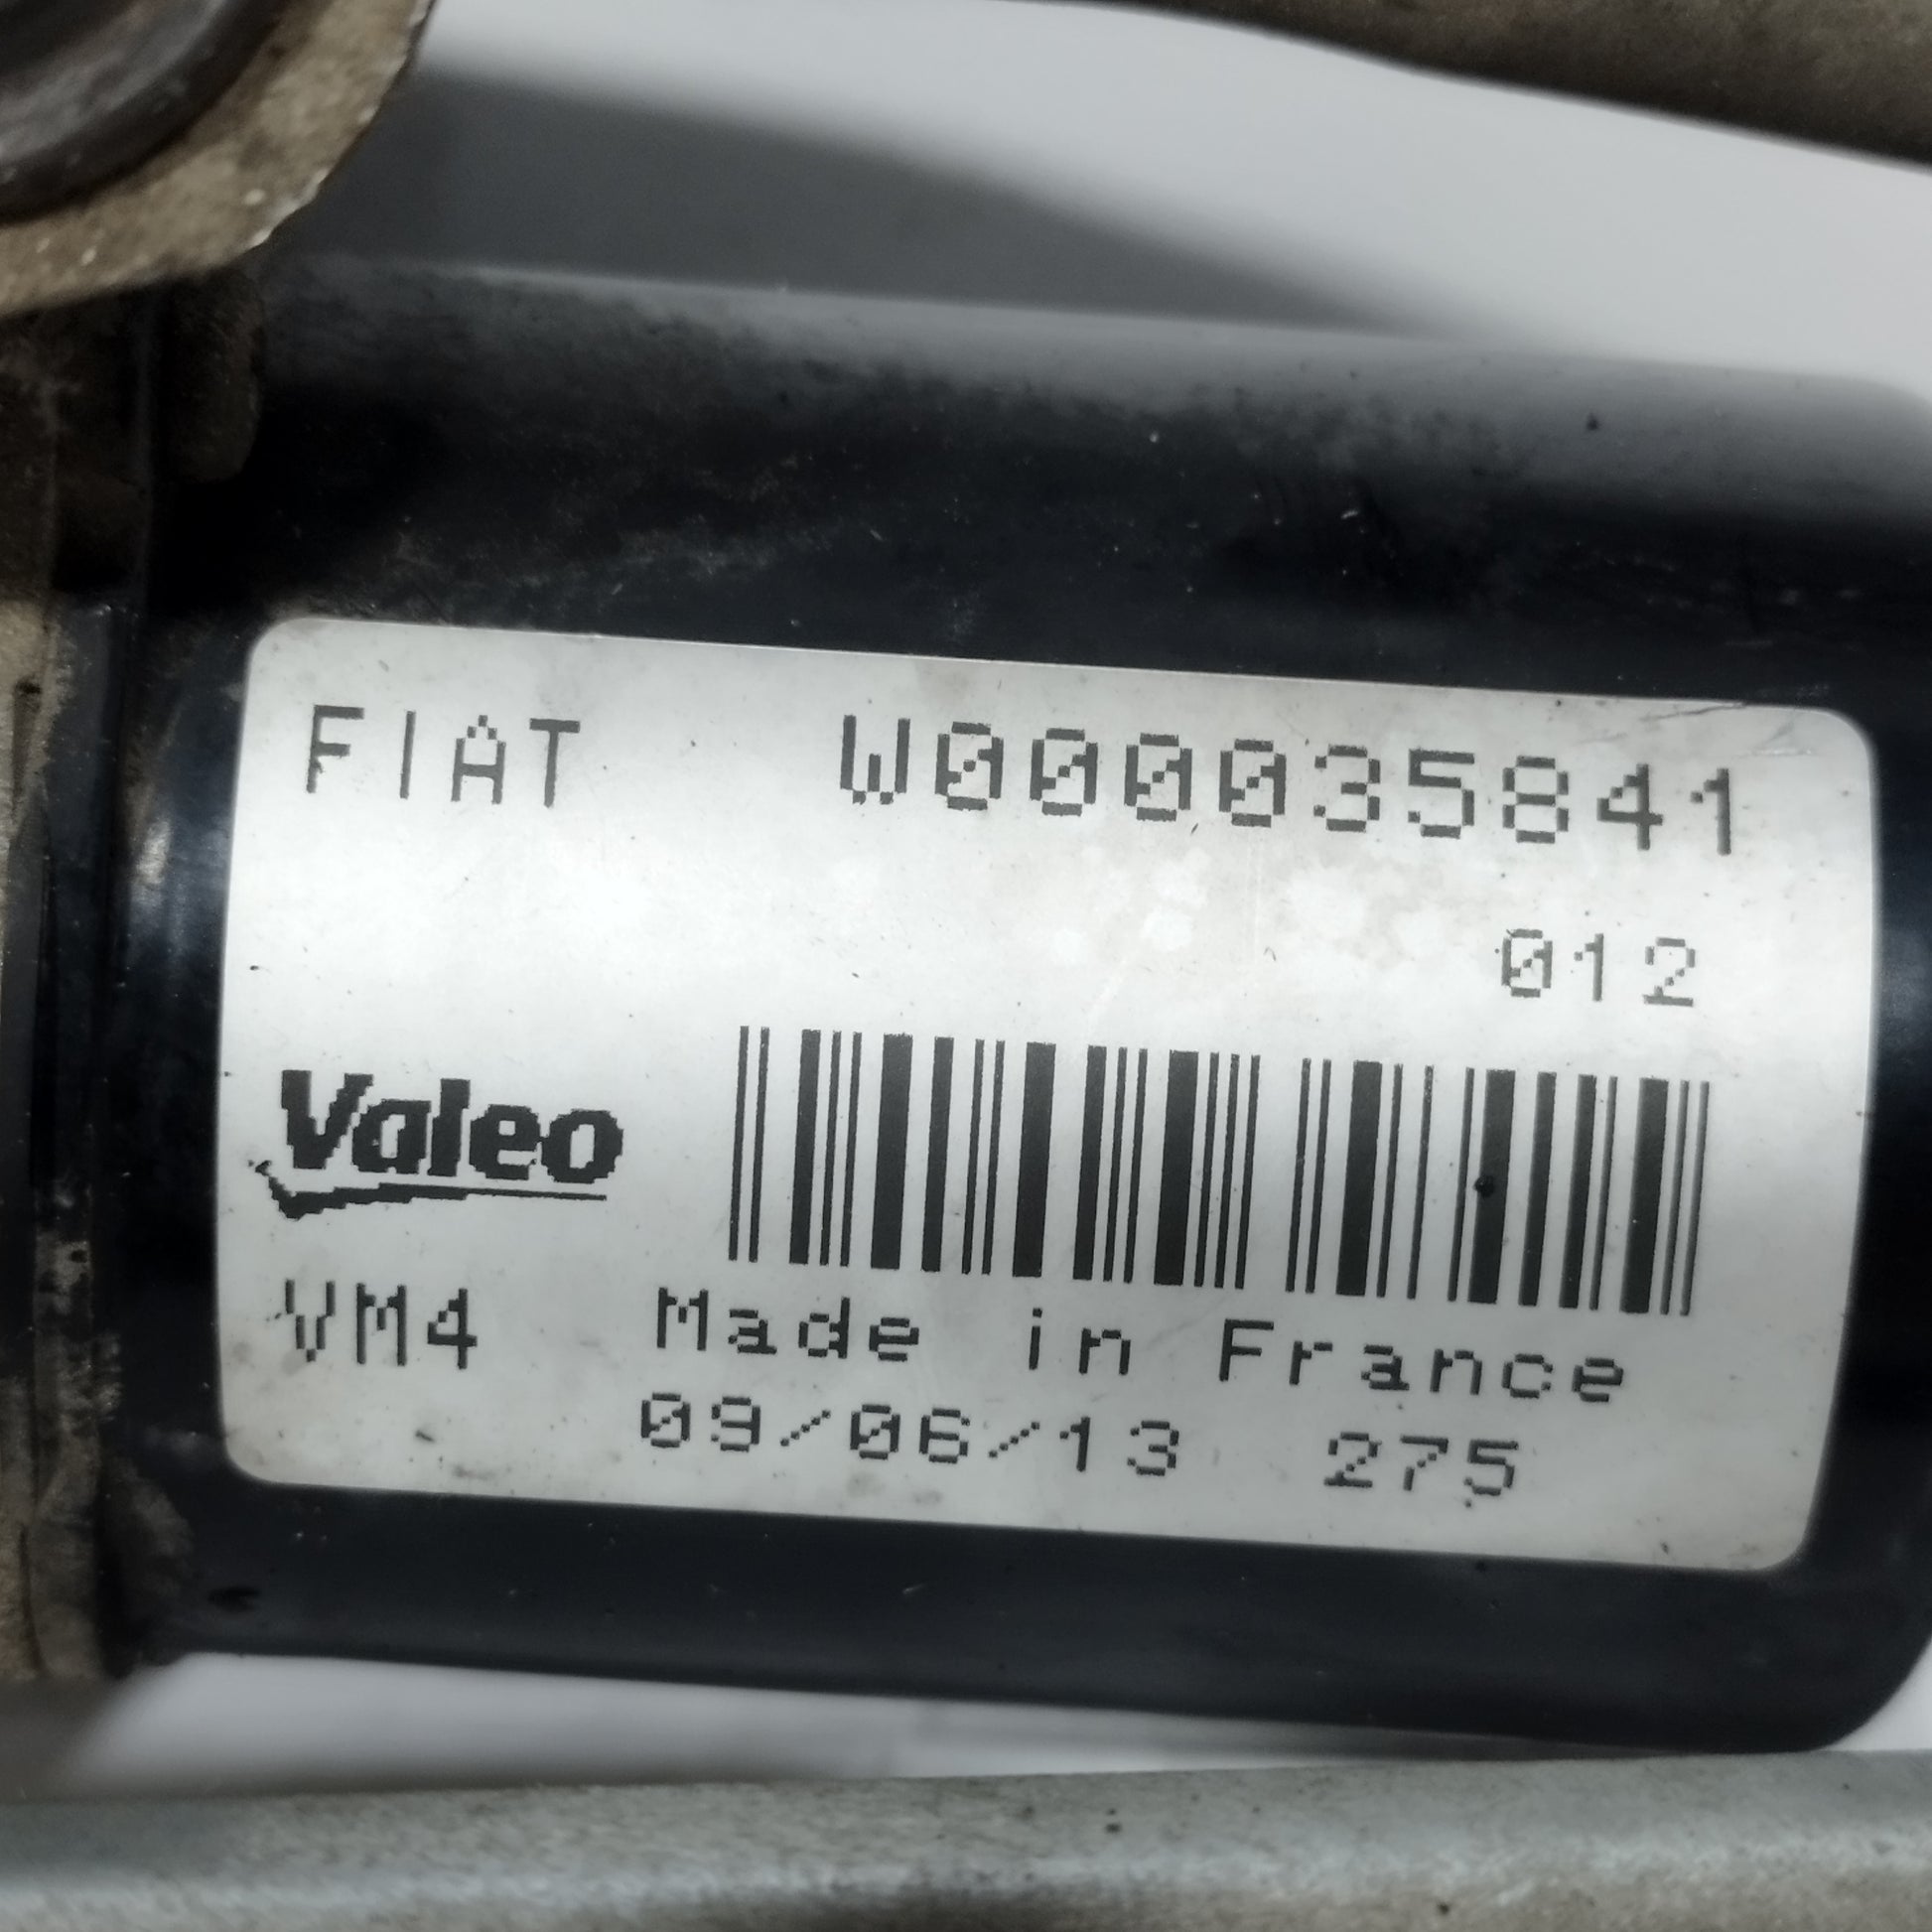 FIAT W000035841
012
Valeo
VM4 Made in France
09/06/13 275